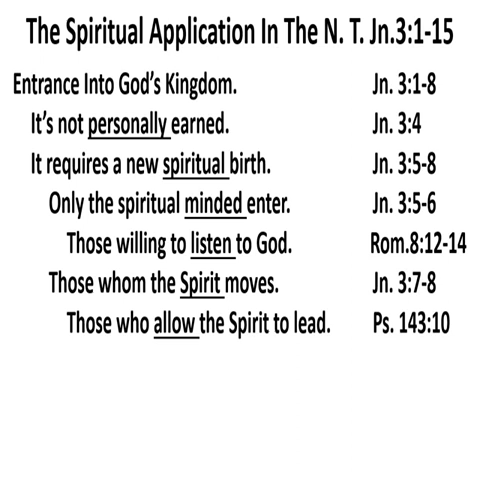 The Spiritual Application In The N. T. Jn.3:1-15
Entrance Into God's Kingdom. Jn. 3:1-8
It's not personally earned. Jn. 3:4
It requires a new spiritual birth. Jn. 3:5-8
Only the spiritual minded enter. Jn. 3:5-6
Those willing to listen to God. Rom.8:12-14
Those whom the Spirit moves. Jn. 3:7-8
Those who allow the Spirit to lead. Ps. 143:10